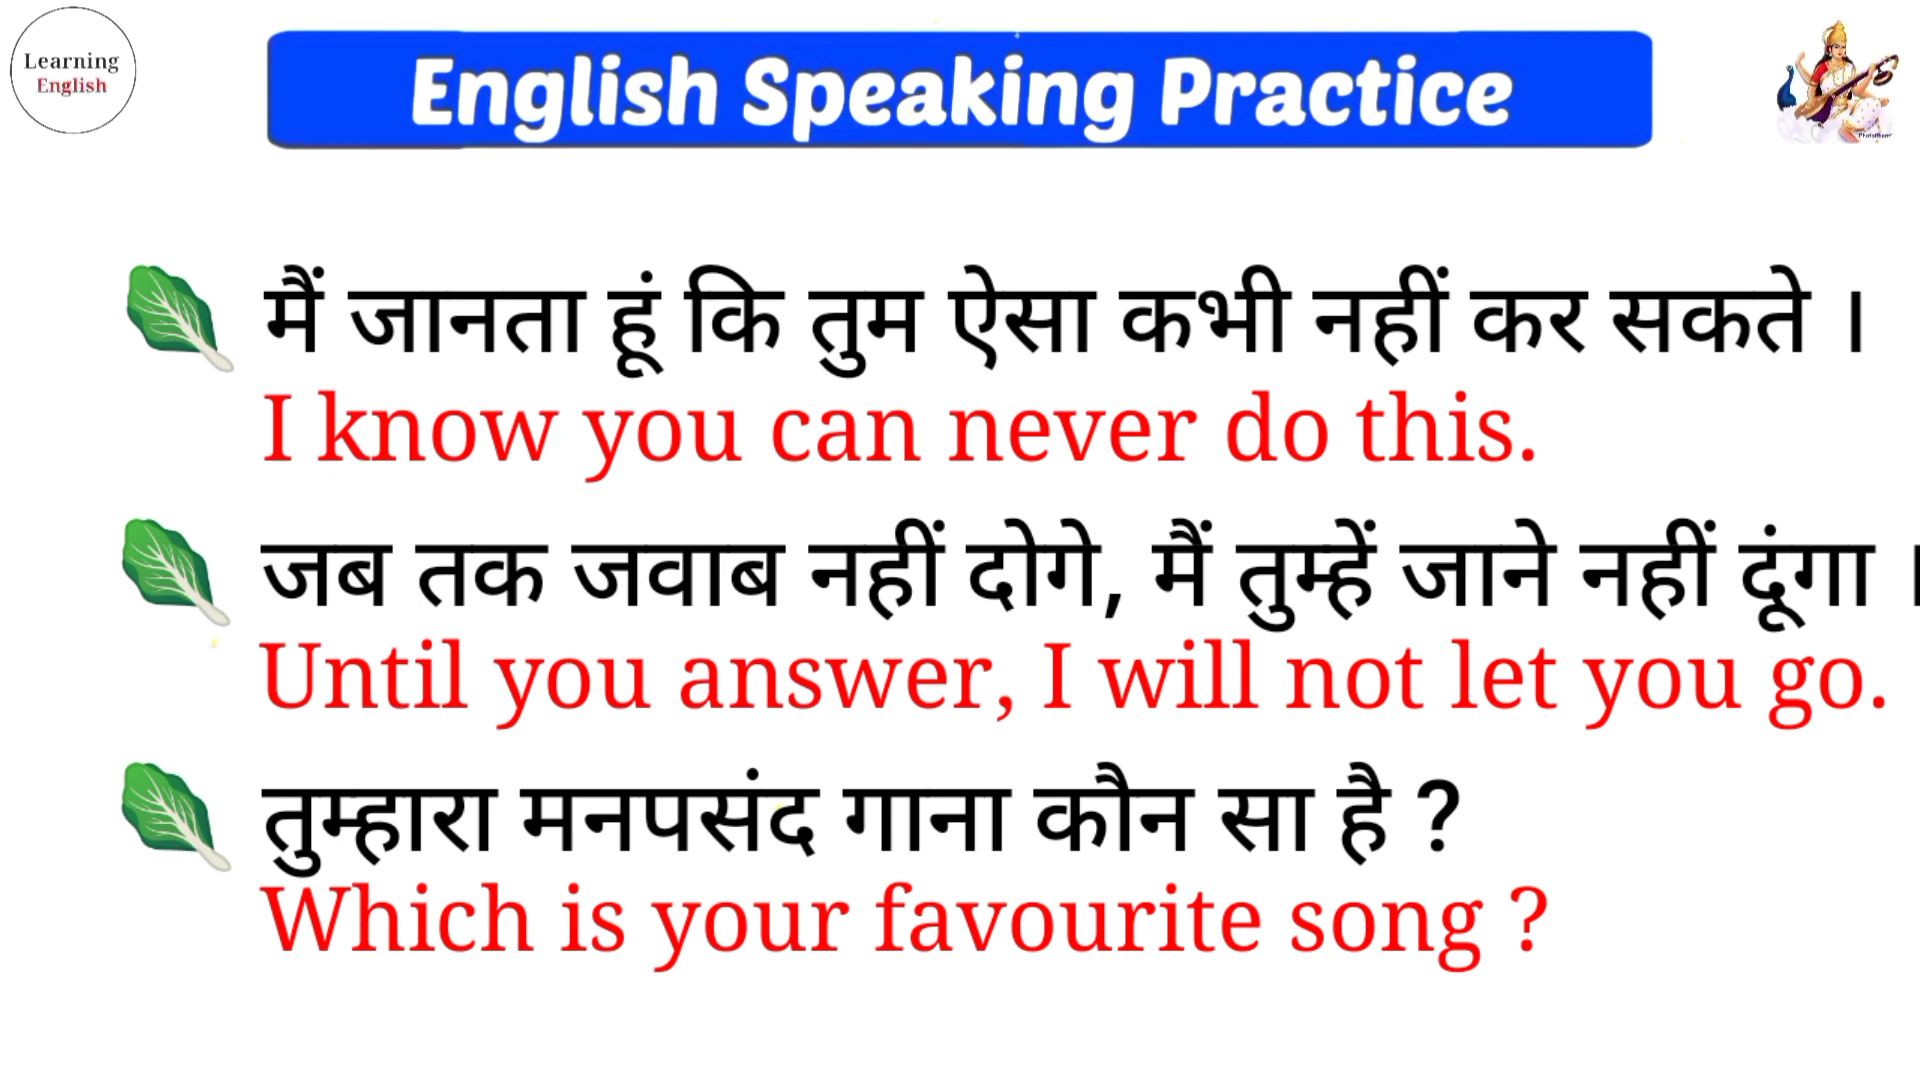 Learning
English
English Speaking Practice
मैं जानता हूं कि तुम ऐसा कभी नहीं कर सकते ।
I know you can never do this.
जब तक जवाब नहीं दोगे, मैं तुम्हें जाने नहीं दूंगा ।
Until you answer, I will not let you go.
तुम्हारा मनपसंद गाना कौन सा है ?
Which is your favourite song ?